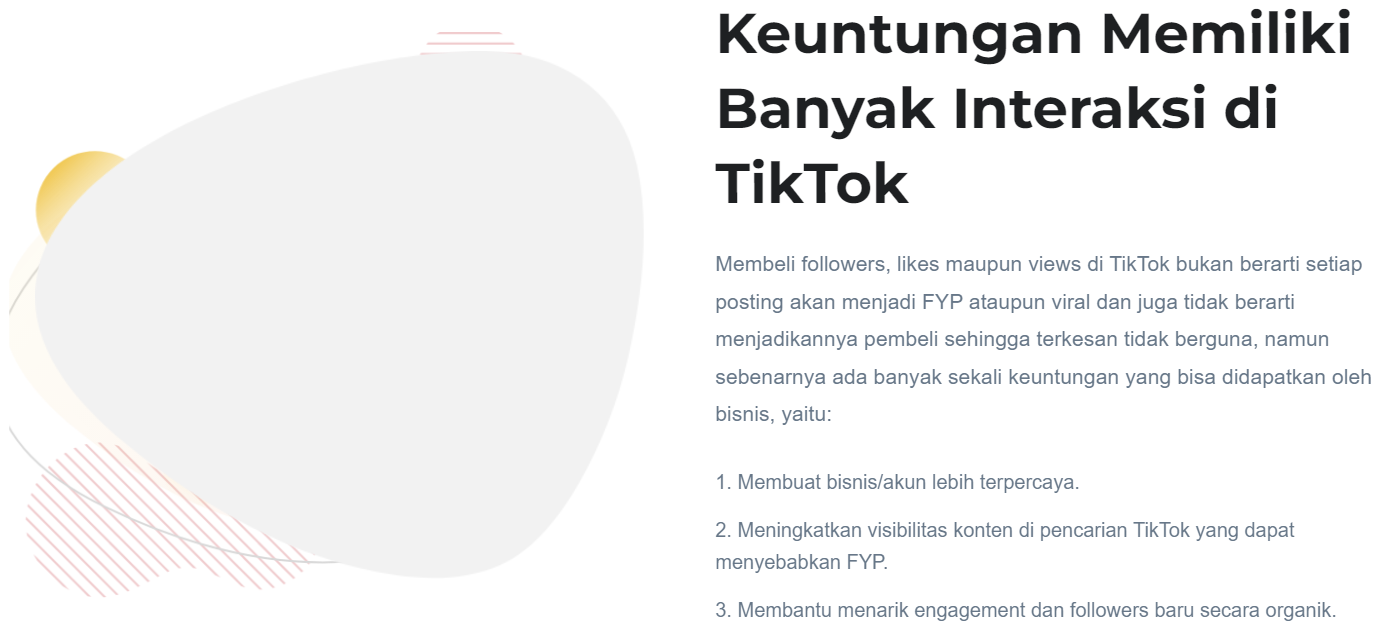 Keuntungan Memiliki
Banyak Interaksi di
TikTok
Membeli followers, likes maupun views di TikTok bukan berarti setiap
posting akan menjadi FYP ataupun viral dan juga tidak berarti
menjadikannya pembeli sehingga terkesan tidak berguna, namun
sebenarnya ada banyak sekali keuntungan yang bisa didapatkan oleh
bisnis, yaitu:
1. Membuat bisnis/akun lebih terpercaya.
2. Meningkatkan visibilitas konten di pencarian TikTok yang dapat
menyebabkan FYP.
3. Membantu menarik engagement dan followers baru secara organik.